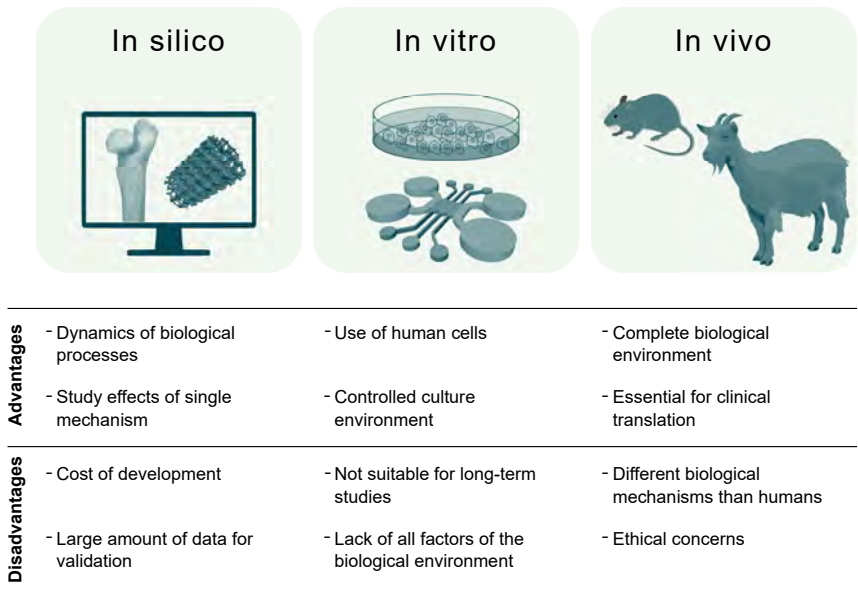 In silico
In vitro
In vivo
Advantages
- Dynamics of biological
processes
- Study effects of single
mechanism
- Use of human cells
- Controlled culture
environment
- Complete biological
environment
- Essential for clinical
translation
Disadvantages
- Cost of development
- Large amount of data for
validation
- Not suitable for long-term
studies
- Lack of all factors of the
biological environment
- Different biological
mechanisms than humans
- Ethical concerns